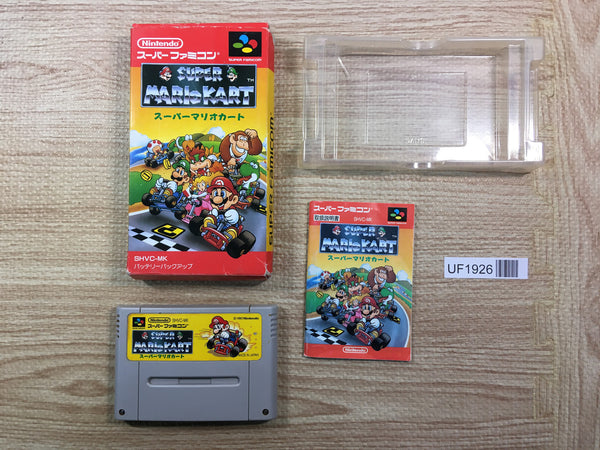 Nintendo
スーパーファミコン
SUPER FAMICOM
SUPER
MARIO KART
TM
スーパーマリオカート
SHVC-MK
バッテリーバックアップ
スーパーファミコン
取扱説明書
SHVC-MK
SUPER
MARIO KART
スーパーマリオカート
Nintendo
UF1926
Nintendo
SHVC-MK
スーパーファミコン
SUPER
MARIO KART
スーパーマリオカート
MADE IN JAPAN